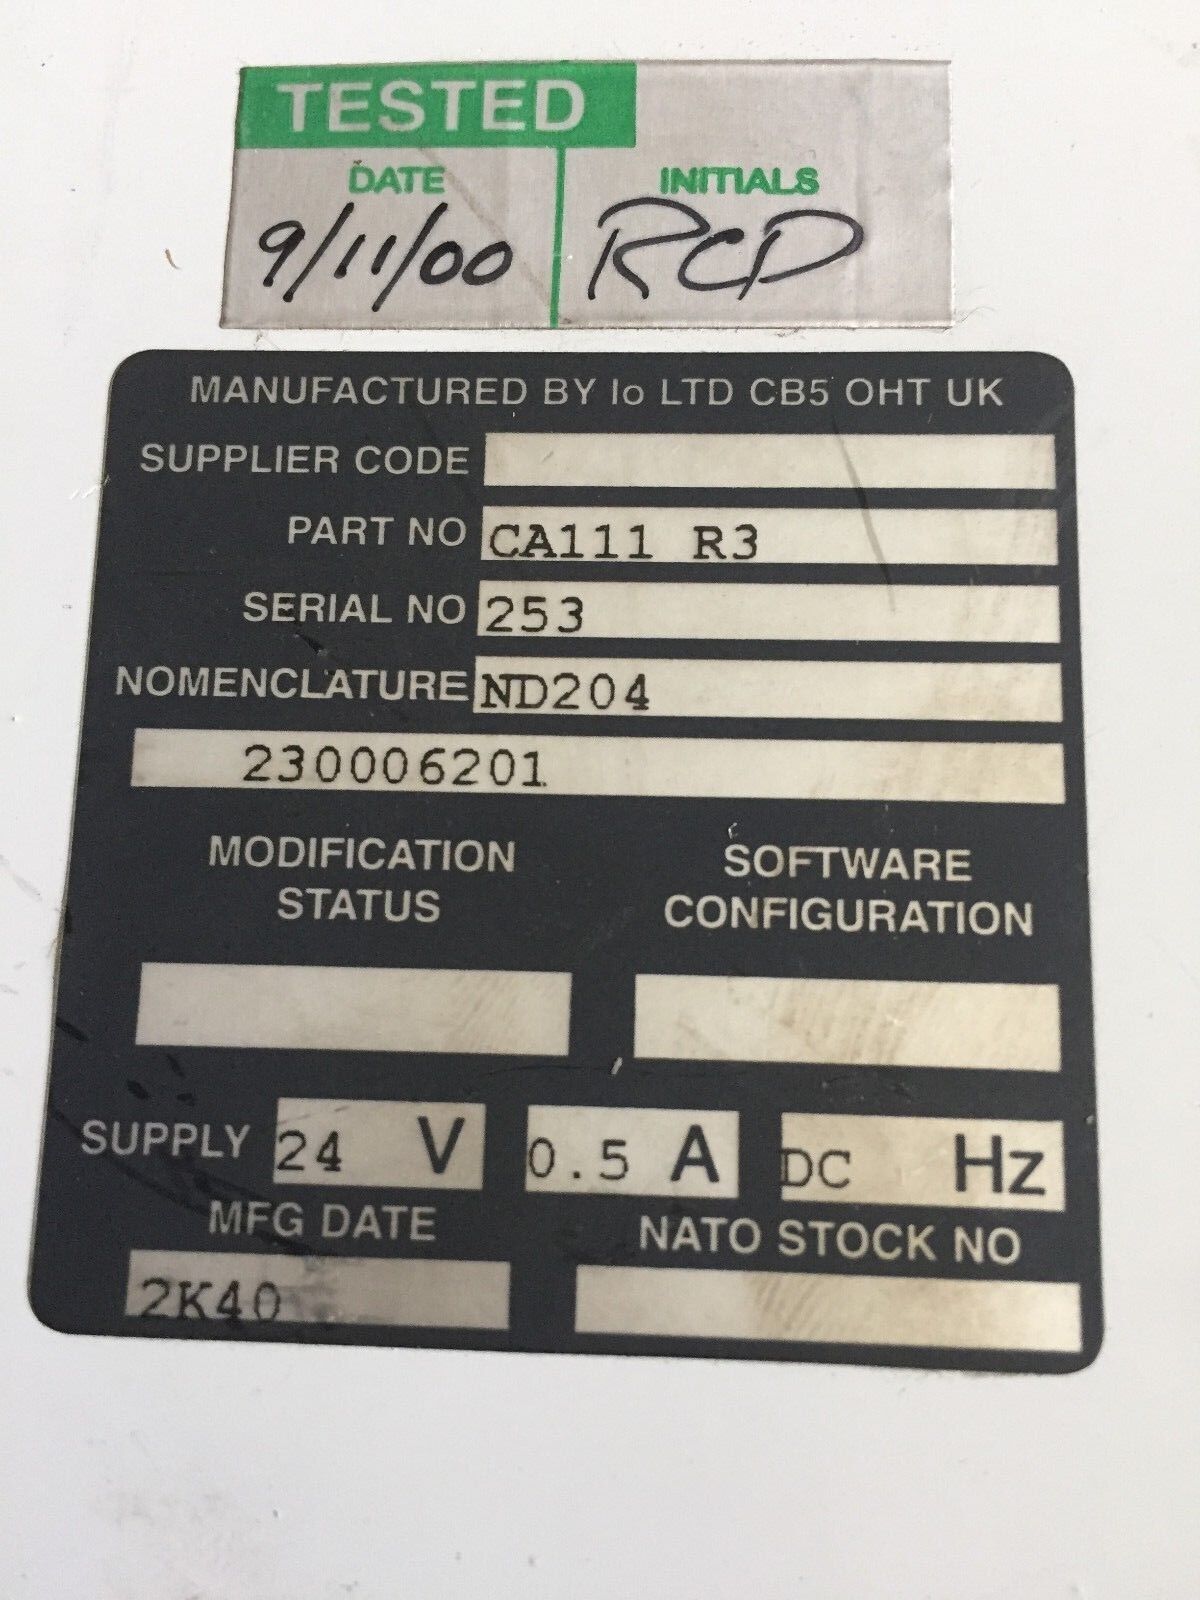 TESTED
DATE INITIALS
9/11/00 RCD
MANUFACTURED BY Io LTD CB5 OHT UK
SUPPLIER CODE
PART NO CA111 R3
SERIAL NO 253
NOMENCLATURE ND204
230006201
MODIFICATION STATUS
SOFTWARE CONFIGURATION
SUPPLY 24 V 0.5 A DC Hz
MFG DATE NATO STOCK NO
2K40